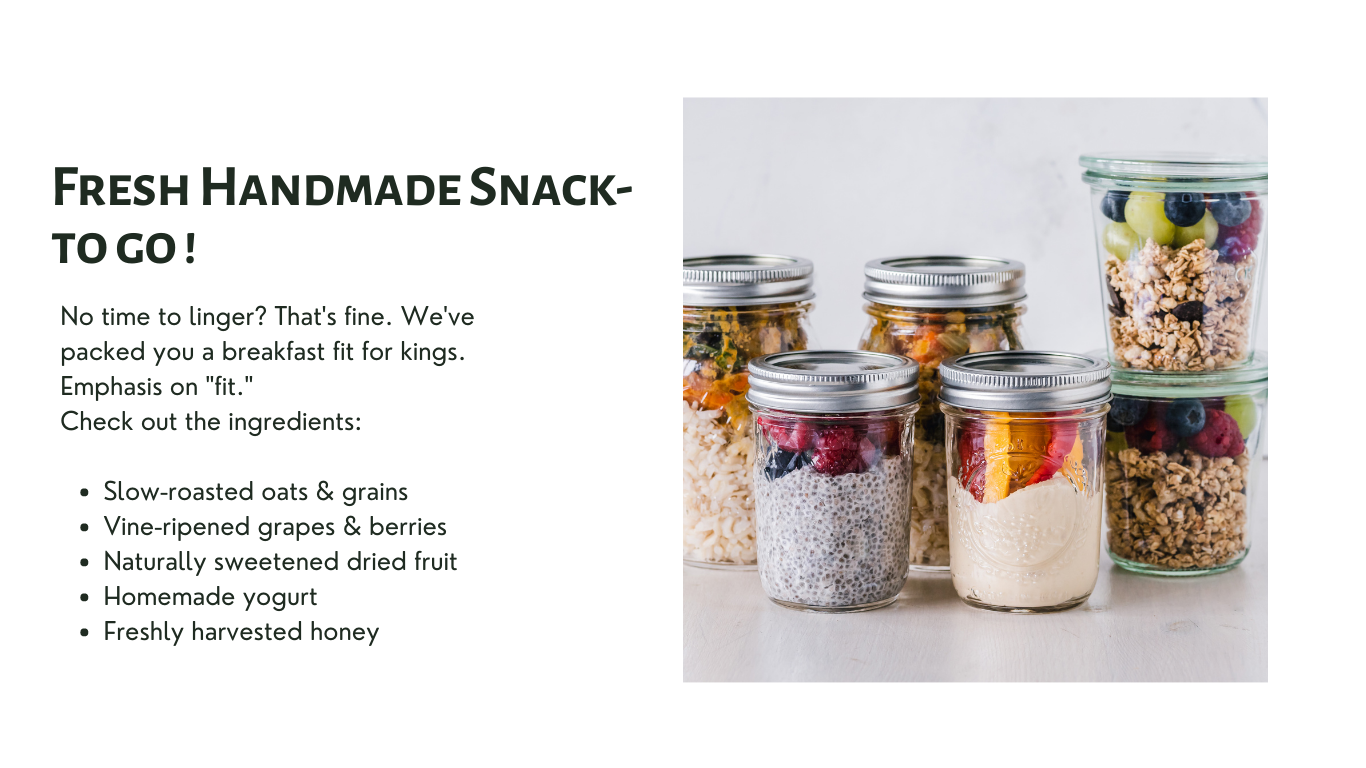 Fresh Handmade Snack-
to go !
No time to linger? That's fine. We've
packed you a breakfast fit for kings.
Emphasis on "fit."
Check out the ingredients:
• Slow-roasted oats & grains
• Vine-ripened grapes & berries
• Naturally sweetened dried fruit
• Homemade yogurt
• Freshly harvested honey